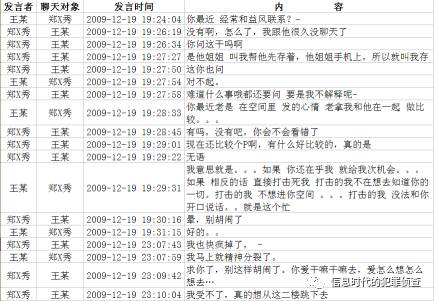 发言者 聊天对象 发言时间 内 容
王某 郑X秀 2009-12-19 19:24:04 你最近 经常和益风联系?-
郑X秀 王某 2009-12-19 19:26:19 没有啊,怎么了,我跟他很久没聊天了
郑X秀 王某 2009-12-19 19:26:34 你问这干吗啊
郑X秀 王某 2009-12-19 19:27:27 是他姐姐 叫我帮他先存着,他姐姐手机上,所以就叫我存
郑X秀 王某 2009-12-19 19:27:50 这你也问
王某 郑X秀 2009-12-19 19:27:54 对不起。
郑X秀 王某 2009-12-19 19:27:58 难道什么事哦都还要问 要是我不解释呢-
王某 郑X秀 2009-12-19 19:28:33 你最近老是 在空间里 发的心情 老拿我和他在一起 做比
较。。。
郑X秀 王某 2009-12-19 19:28:45 有吗,没有吧,你会不会看错了
郑X秀 王某 2009-12-19 19:29:01 现在还比较个P啊,有什么好比较的,真的是
郑X秀 王某 2009-12-19 19:29:22 无语
王某 郑X秀 2009-12-19 19:29:31 我意思就是。。。如果 你还在乎我 就给我次机会。。。
如果 相反的话 直接打击死我 打击的我不在想去知道你的
一切。打击的我 不想进你空间 。。。打击的我 没法和你
开口说话。。就是这个忙
郑X秀 王某 2009-12-19 19:30:16 晕,别胡闹了
郑X秀 王某 2009-12-19 19:31:15 好的。。
郑X秀 王某 2009-12-19 23:07:43 我也快疯掉了, -
郑X秀 王某 2009-12-19 23:07:59 我马上就精神分裂了。
郑X秀 王某 2009-12-19 23:09:42 求你了,别这样胡闹了。你爱干嘛干嘛去,爱怎么想怎么
想去…
郑X秀 王某 2009-12-19 23:10:04 我受不了,真的想从这二楼跳下去
信息时代的犯罪侦查